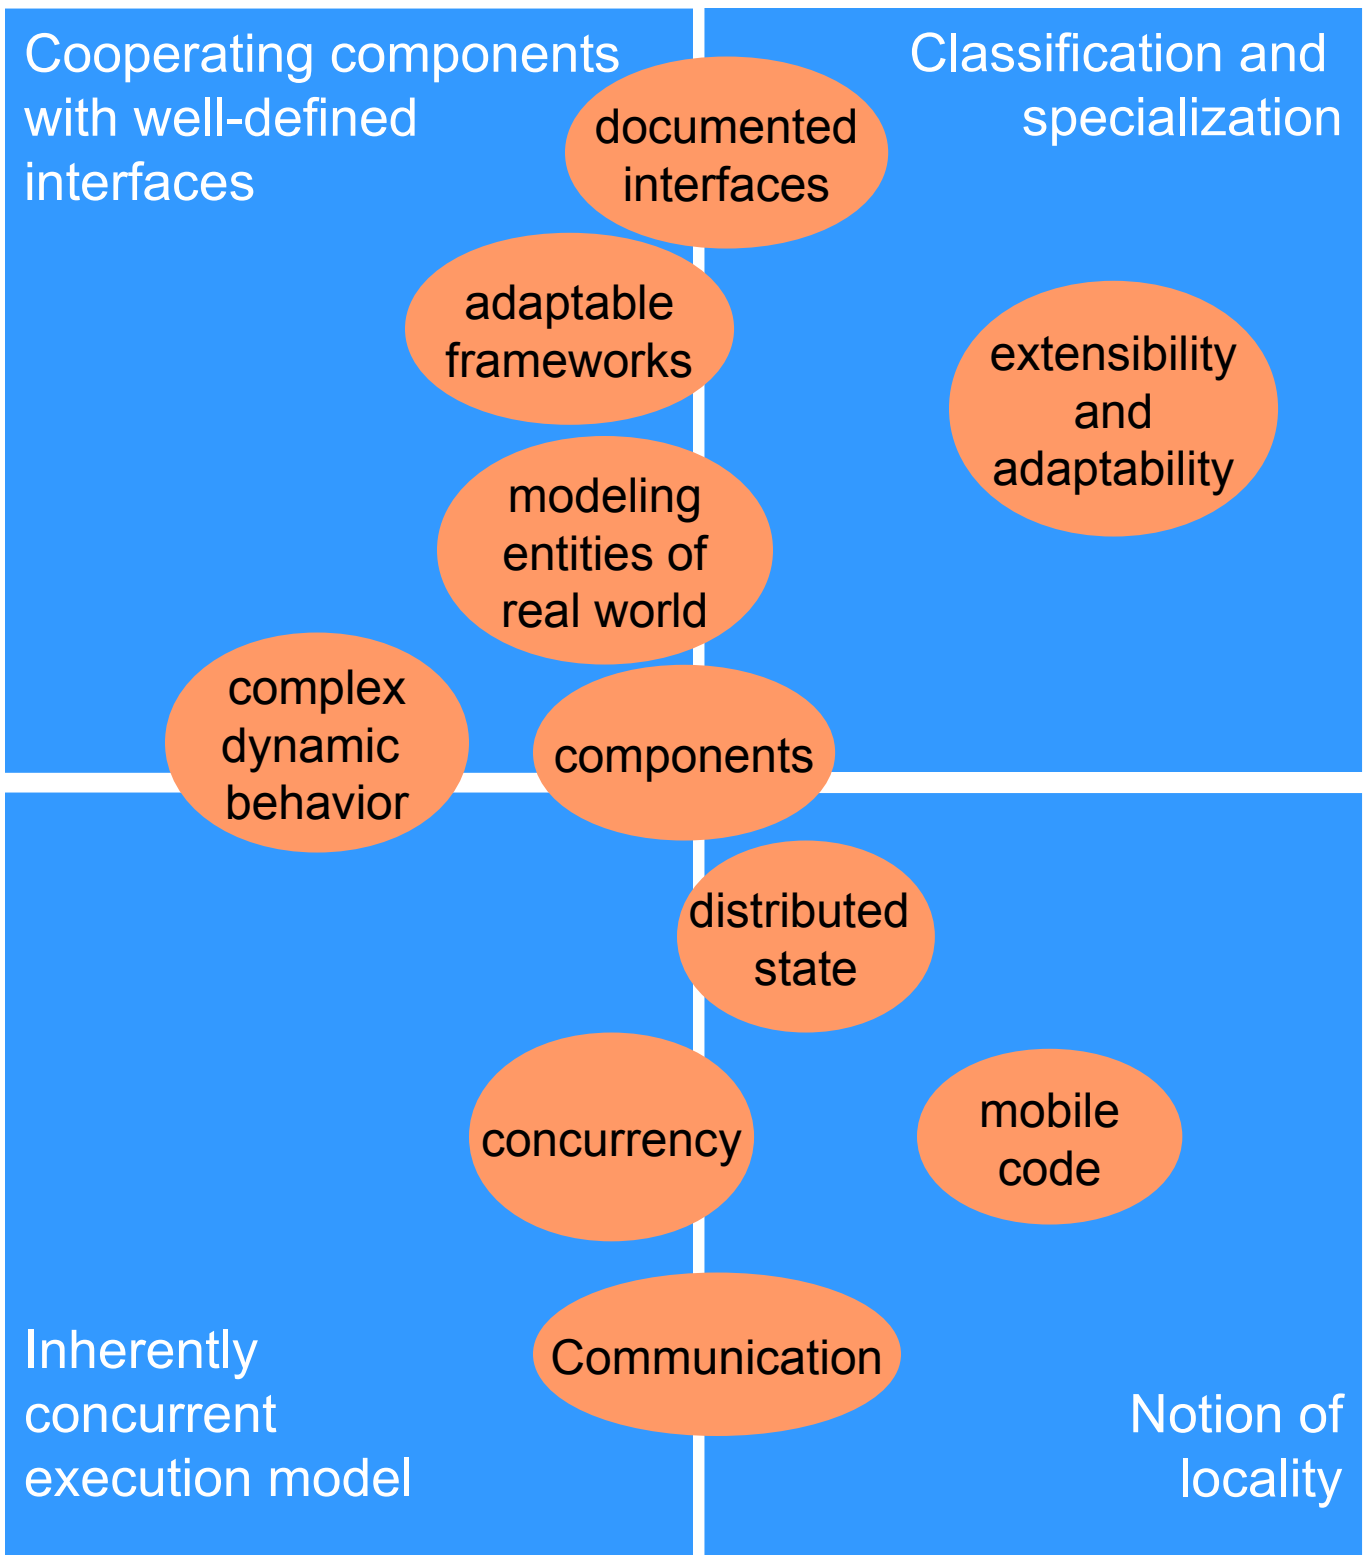 Cooperating components
with well-defined
interfaces
Classification and
specialization
documented
interfaces
adaptable
frameworks
extensibility
and
adaptability
modeling
entities of
real world
complex
dynamic
behavior
components
distributed
state
concurrency
mobile
code
Communication
Inherently
concurrent
execution model
Notion of
locality